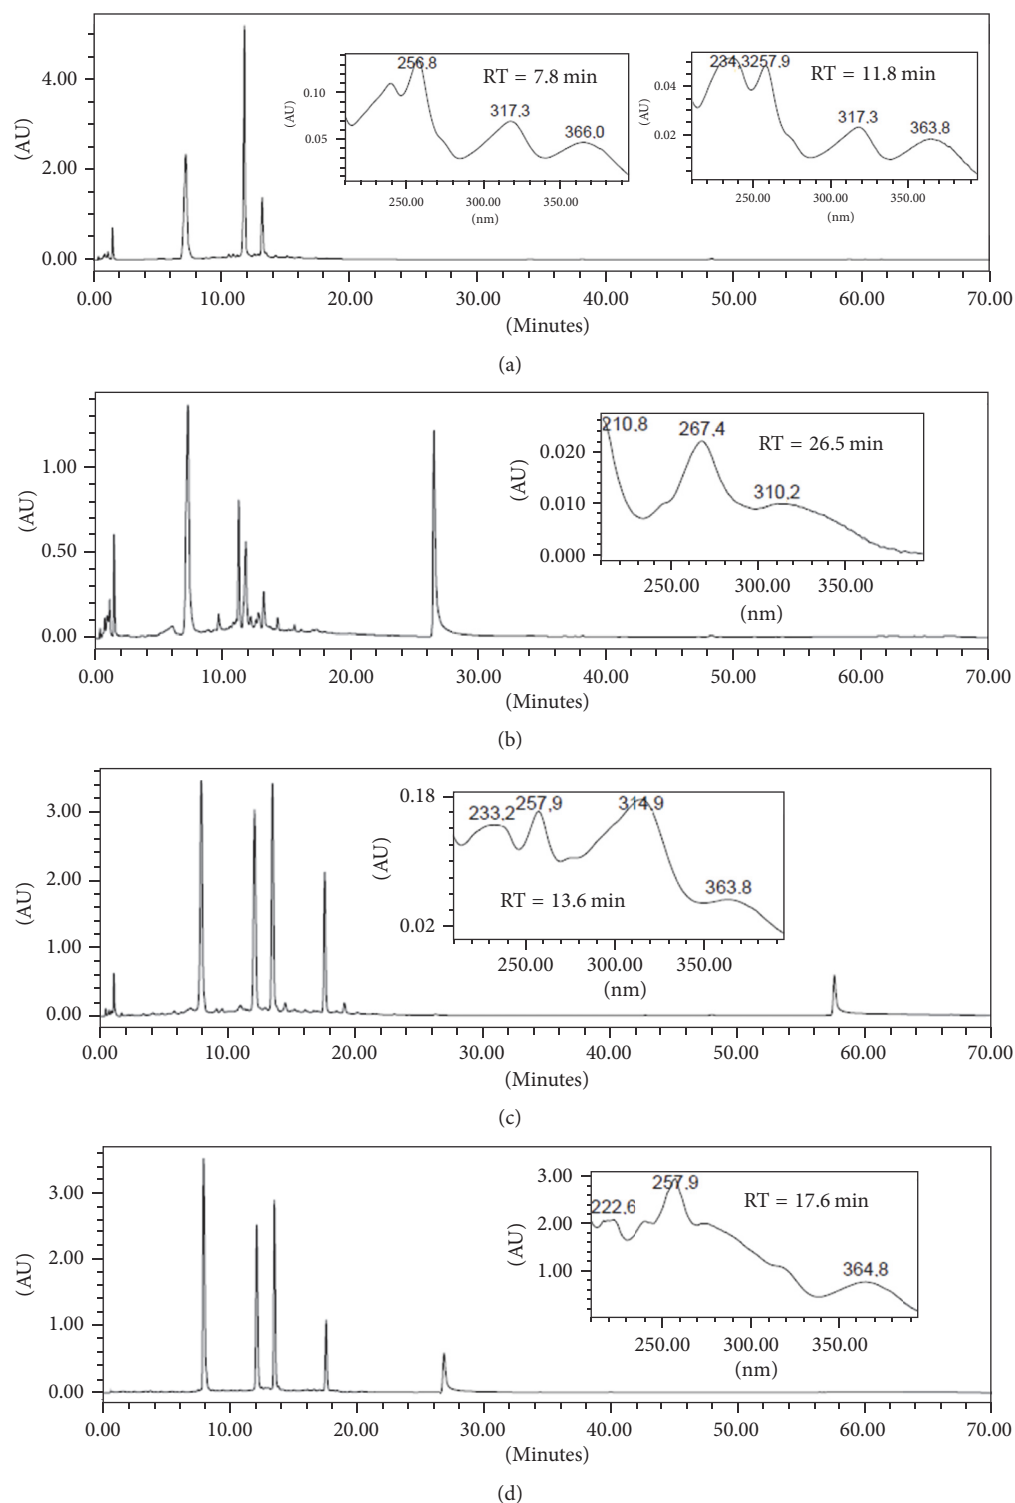 4.00
2.00
0.00
(AU)
256.8
RT = 7.8 min
317.3
366.0
0.10
0.05
(AU)
250.00 300.00 350.00
(nm)
234.3257.9
RT = 11.8 min
317.3
363.8
0.04
0.02
(AU)
250.00 300.00 350.00
(nm)
0.00 10.00 20.00 30.00 40.00 50.00 60.00 70.00
(Minutes)
(a)
1.00
0.50
0.00
(AU)
210.8
267.4
RT = 26.5 min
310.2
0.020
0.010
0.000
(AU)
250.00 300.00 350.00
(nm)
0.00 10.00 20.00 30.00 40.00 50.00 60.00 70.00
(Minutes)
(b)
3.00
2.00
1.00
0.00
(AU)
0.18
0.02
(AU)
233.2
257.9
314.9
363.8
RT = 13.6 min
250.00 300.00 350.00
(nm)
0.00 10.00 20.00 30.00 40.00 50.00 60.00 70.00
(Minutes)
(c)
3.00
2.00
1.00
0.00
(AU)
3.00
2.00
1.00
(AU)
222.6
257.9
RT = 17.6 min
364.8
250.00 300.00 350.00
(nm)
0.00 10.00 20.00 30.00 40.00 50.00 60.00 70.00
(Minutes)
(d)